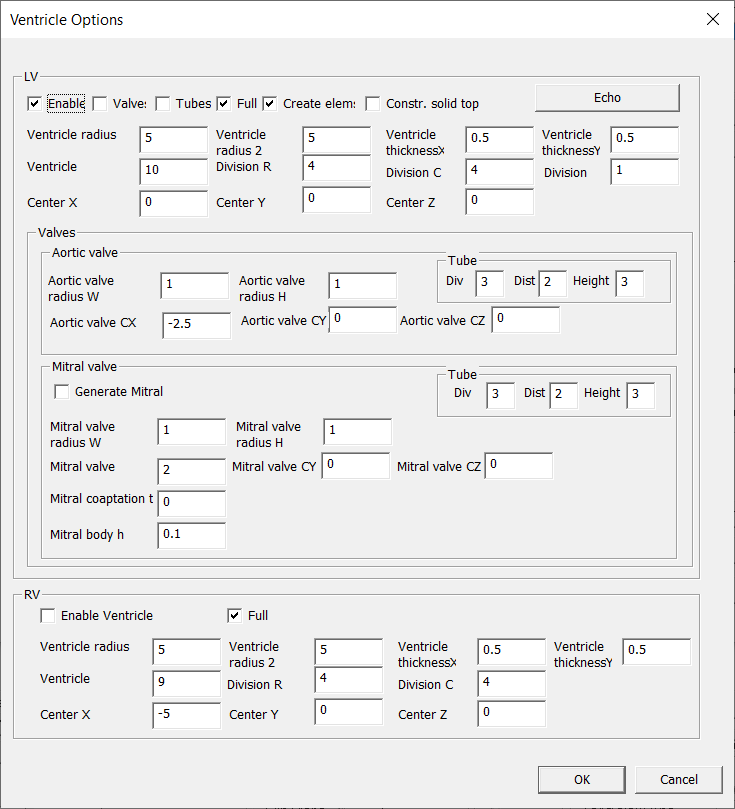 Ventricle Options
LV
Enable Valves Tubes Full Create elems Constr. solid top Echo
Ventricle radius 5 Ventricle radius 2 5 Ventricle thicknessX 0.5 Ventricle thicknessY 0.5
Ventricle 10 Division R 4 Division C 4 Division 1
Center X 0 Center Y 0 Center Z 0
Valves
Aortic valve
Tube
Div 3 Dist 2 Height 3
Aortic valve radius W 1 Aortic valve radius H 1
Aortic valve CX -2.5 Aortic valve CY 0 Aortic valve CZ 0
Mitral valve
Tube
Generate Mitral Div 3 Dist 2 Height 3
Mitral valve radius W 1 Mitral valve radius H 1
Mitral valve 2 Mitral valve CY 0 Mitral valve CZ 0
Mitral coaptation t 0
Mitral body h 0.1
RV
Enable Ventricle Full
Ventricle radius 5 Ventricle radius 2 5 Ventricle thicknessX 0.5 Ventricle thicknessY 0.5
Ventricle 9 Division R 4 Division C 4
Center X -5 Center Y 0 Center Z 0
OK Cancel